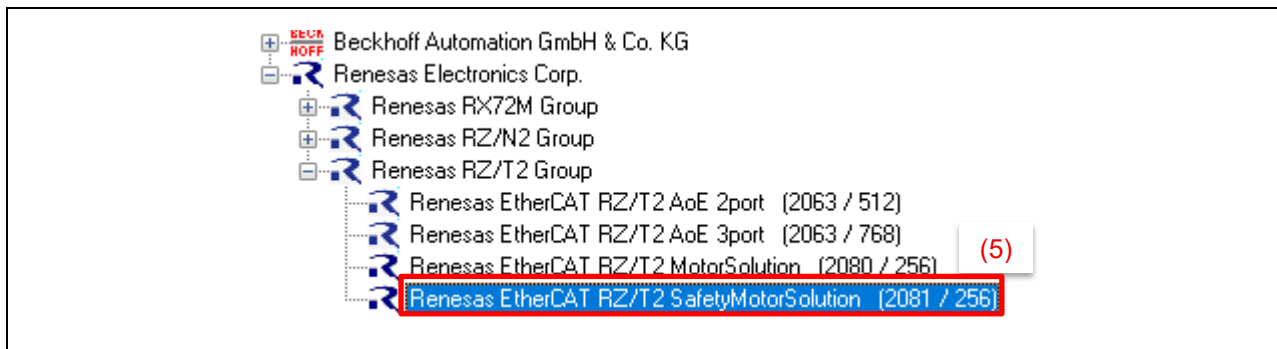 BECK
HOFF Beckhoff Automation GmbH & Co. KG
Renesas Electronics Corp.
Renesas RX72M Group
Renesas RZ/N2 Group
Renesas RZ/T2 Group
Renesas EtherCAT RZ/T2 AoE 2port (2063 / 512)
Renesas EtherCAT RZ/T2 AoE 3port (2063 / 768)
(5)
Renesas EtherCAT RZ/T2 MotorSolution (2080 / 256)
Renesas EtherCAT RZ/T2 SafetyMotorSolution (2081 / 256)